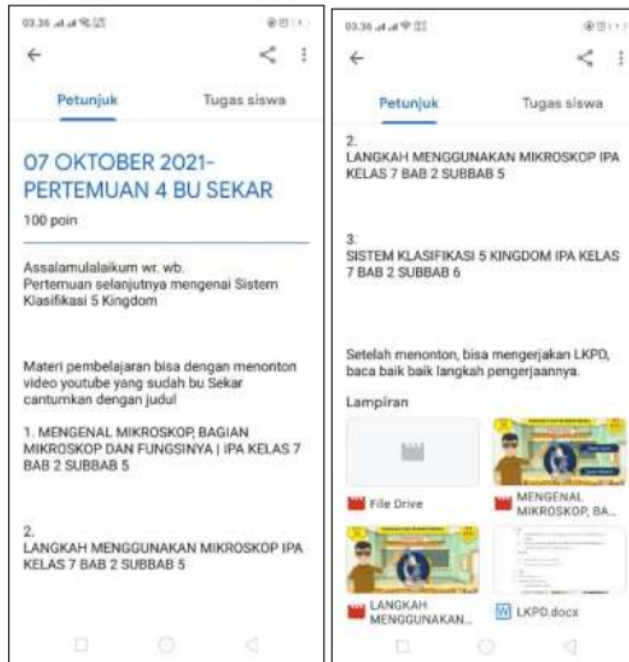 03.36
Petunjuk
Tugas siswa
07 OKTOBER 2021-
PERTEMUAN 4 BU SEKAR
100 poin
Assalamulalaikum wr. wb.
Pertemuan selanjutnya mengenai Sistem
Klasifikasi 5 Kingdom
Materi pembelajaran bisa dengan menonton
video youtube yang sudah bu Sekar
cantumkan dengan judul
1. MENGENAL MIKROSKOP, BAGIAN
MIKROSKOP DAN FUNGSINYA | IPA KELAS 7
BAB 2 SUBBAB 5
2.
LANGKAH MENGGUNAKAN MIKROSKOP IPA
KELAS 7 BAB 2 SUBBAB 5
03.36
Petunjuk
Tugas siswa
2.
LANGKAH MENGGUNAKAN MIKROSKOP IPA
KELAS 7 BAB 2 SUBBAB 5
3.
SISTEM KLASIFIKASI 5 KINGDOM IPA KELAS
7 BAB 2 SUBBAB 6
Setelah menonton, bisa mengerjakan LKPD,
baca baik baik langkah pengerjaannya.
Lampiran
File Drive
MENGENAL
MIKROSKOP, BA...
LANGKAH
MENGGUNAKAN...
W LKPD.docx